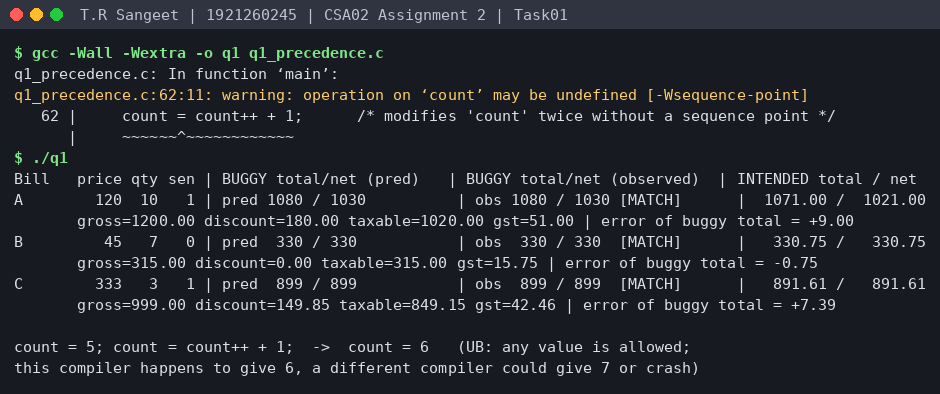 T.R Sangeet | 1921260245 | CSA02 Assignment 2 | Task01
$ gcc -Wall -Wextra -o q1 q1_precedence.c
q1_precedence.c: In function ‘main’:
q1_precedence.c:62:11: warning: operation on ‘count’ may be undefined [-Wsequence-point]
   62 |     count = count++ + 1;      /* modifies 'count' twice without a sequence point */
      |     ~~~~~~^~~~~~~~~~~~~
$ ./q1
Bill   price qty sen | BUGGY total/net (pred)   | BUGGY total/net (observed)  | INTENDED total / net
A        120  10   1 | pred 1080 / 1030          | obs 1080 / 1030 [MATCH]      |  1071.00 /  1021.00
       gross=1200.00 discount=180.00 taxable=1020.00 gst=51.00 | error of buggy total = +9.00
B         45   7   0 | pred  330 / 330           | obs  330 / 330  [MATCH]      |   330.75 /   330.75
       gross=315.00 discount=0.00 taxable=315.00 gst=15.75 | error of buggy total = -0.75
C        333   3   1 | pred  899 / 899           | obs  899 / 899  [MATCH]      |   891.61 /   891.61
       gross=999.00 discount=149.85 taxable=849.15 gst=42.46 | error of buggy total = +7.39
count = 5; count = count++ + 1;  ->  count = 6   (UB: any value is allowed;
this compiler happens to give 6, a different compiler could give 7 or crash)